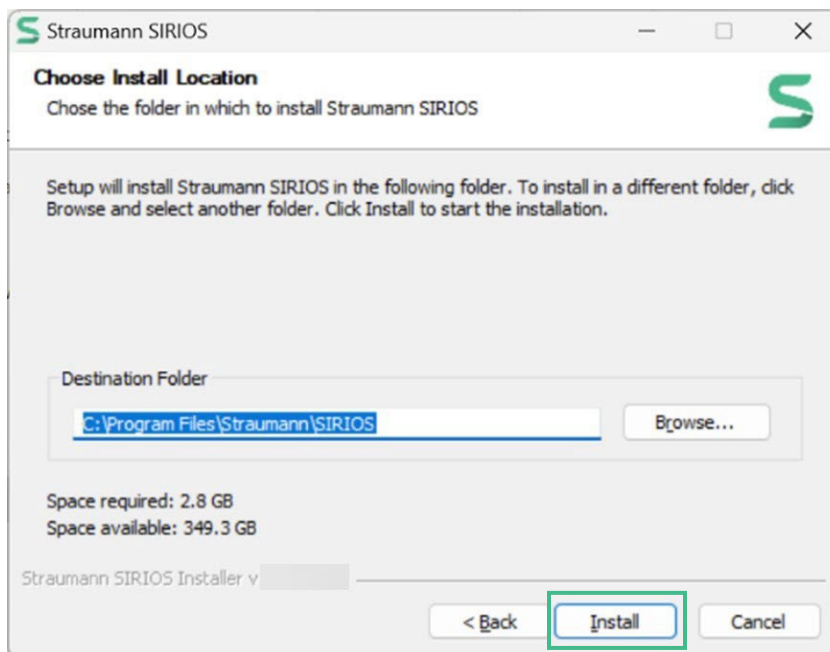 Straumann SIRIOS
Choose Install Location
Chose the folder in which to install Straumann SIRIOS
Setup will install Straumann SIRIOS in the following folder. To install in a different folder, click
Browse and select another folder. Click Install to start the installation.
Destination Folder
C:\Program Files\Straumann\SIRIOS
Browse...
Space required: 2.8 GB
Space available: 349.3 GB
Straumann SIRIOS Installer v
< Back
Install
Cancel